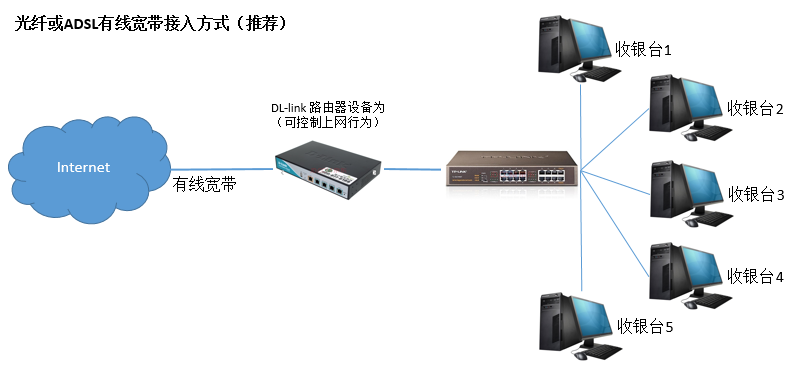 光纤或ADSL有线宽带接入方式（推荐）
收银台1
DL-link 路由器设备为
（可控制上网行为）
收银台2
Internet
有线宽带
TP-LINK
收银台3
收银台4
收银台5